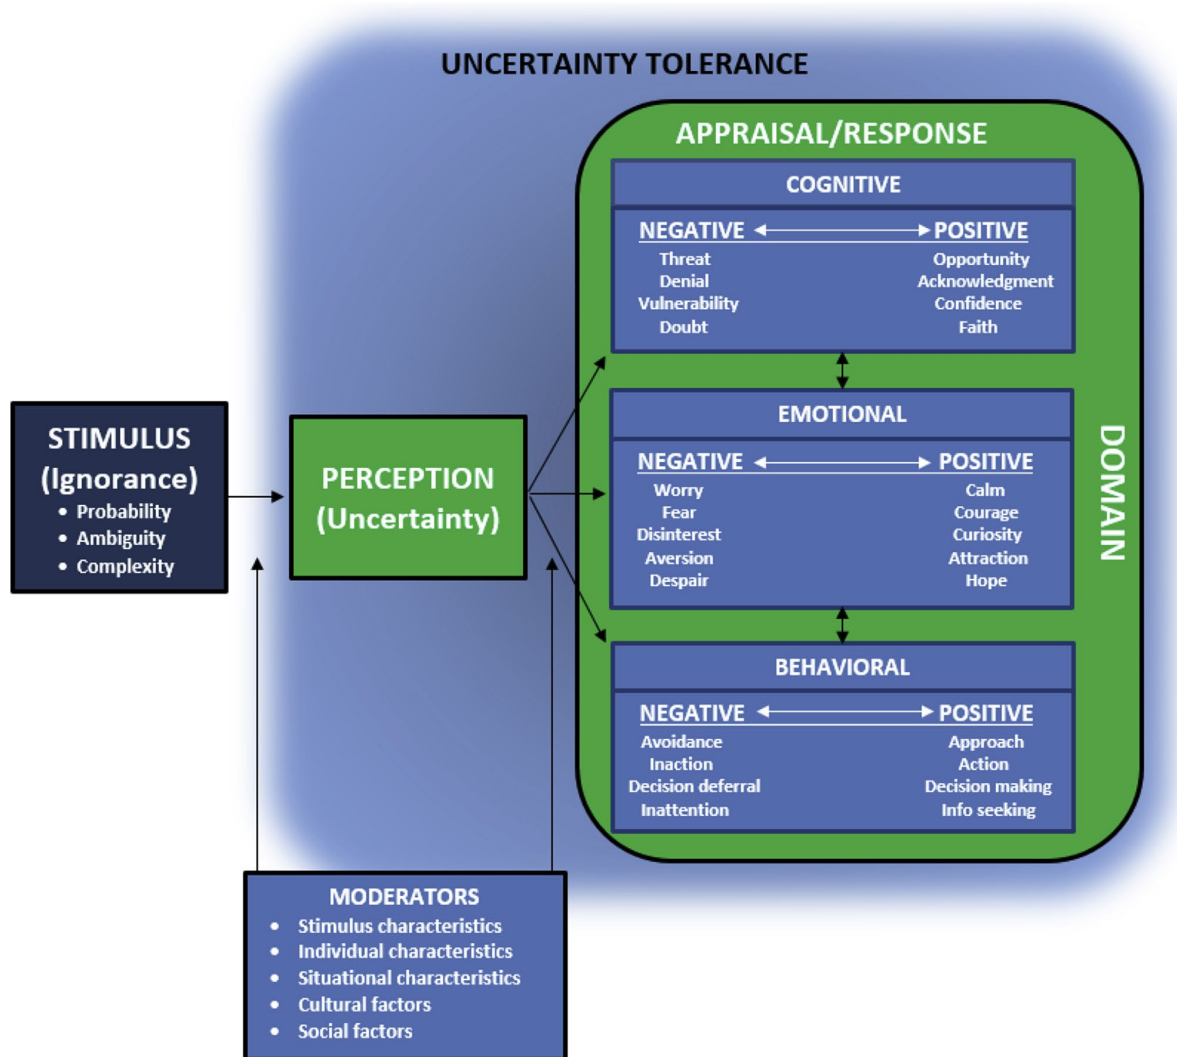 UNCERTAINTY TOLERANCE
APPRAISAL/RESPONSE
COGNITIVE
NEGATIVE POSITIVE
Threat Opportunity
Denial Acknowledgment
Vulnerability Confidence
Doubt Faith
STIMULUS
(Ignorance)
• Probability
• Ambiguity
• Complexity
PERCEPTION
(Uncertainty)
EMOTIONAL
NEGATIVE POSITIVE
Worry Calm
Fear Courage
Disinterest Curiosity
Aversion Attraction
Despair Hope
DOMAIN
BEHAVIORAL
NEGATIVE POSITIVE
Avoidance Approach
Inaction Action
Decision deferral Decision making
Inattention Info seeking
MODERATORS
• Stimulus characteristics
• Individual characteristics
• Situational characteristics
• Cultural factors
• Social factors